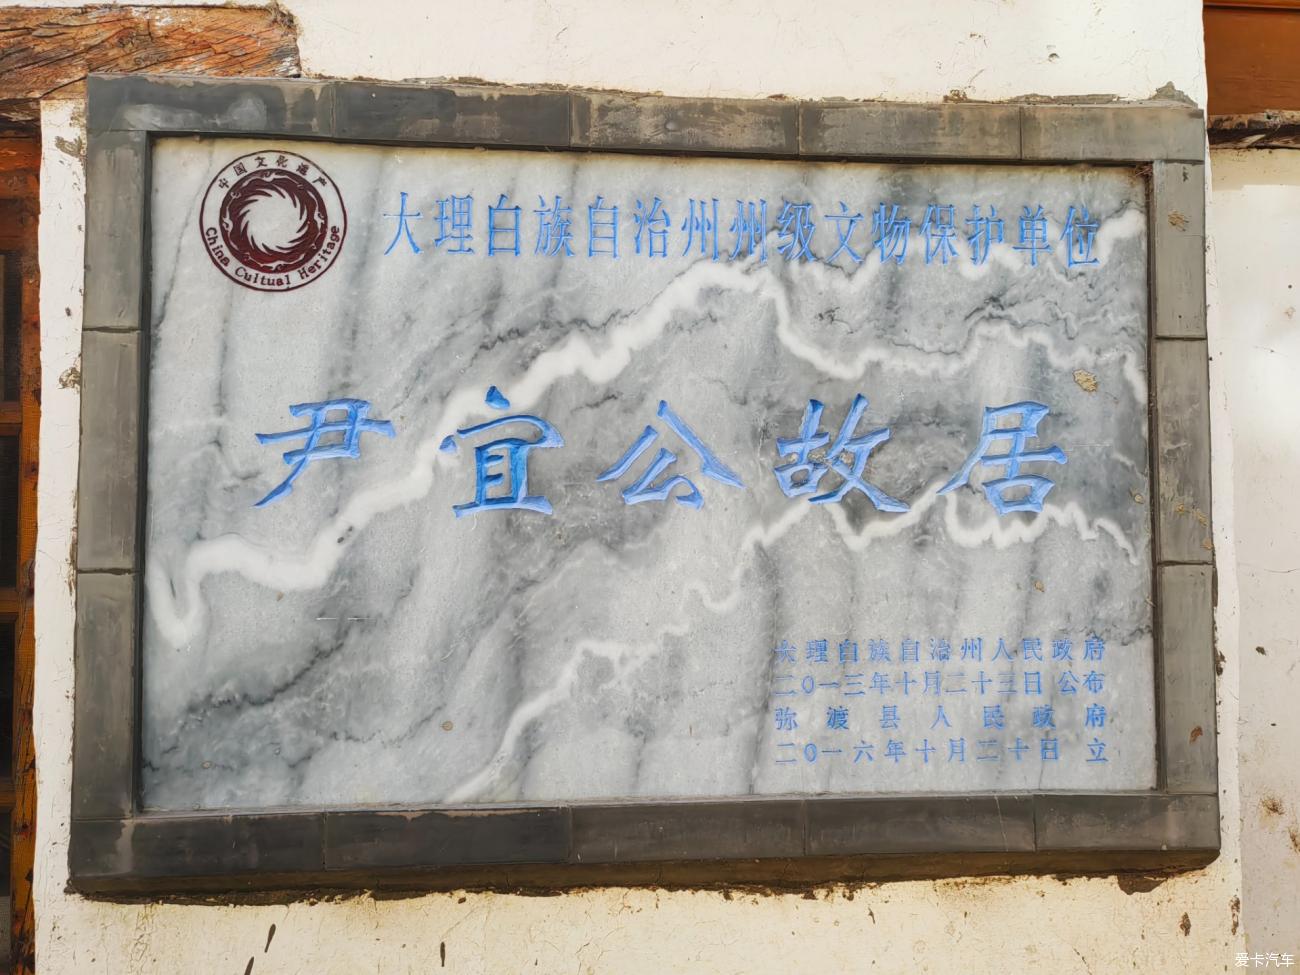 中国文化遗产
China Cultual Heritage
大理白族自治州州级文物保护单位
尹宜公故居
大理白族自治州人民政府
二〇一三年十月二十三日公布
弥渡县人民政府
二〇一六年十月二十日立
爱卡汽车